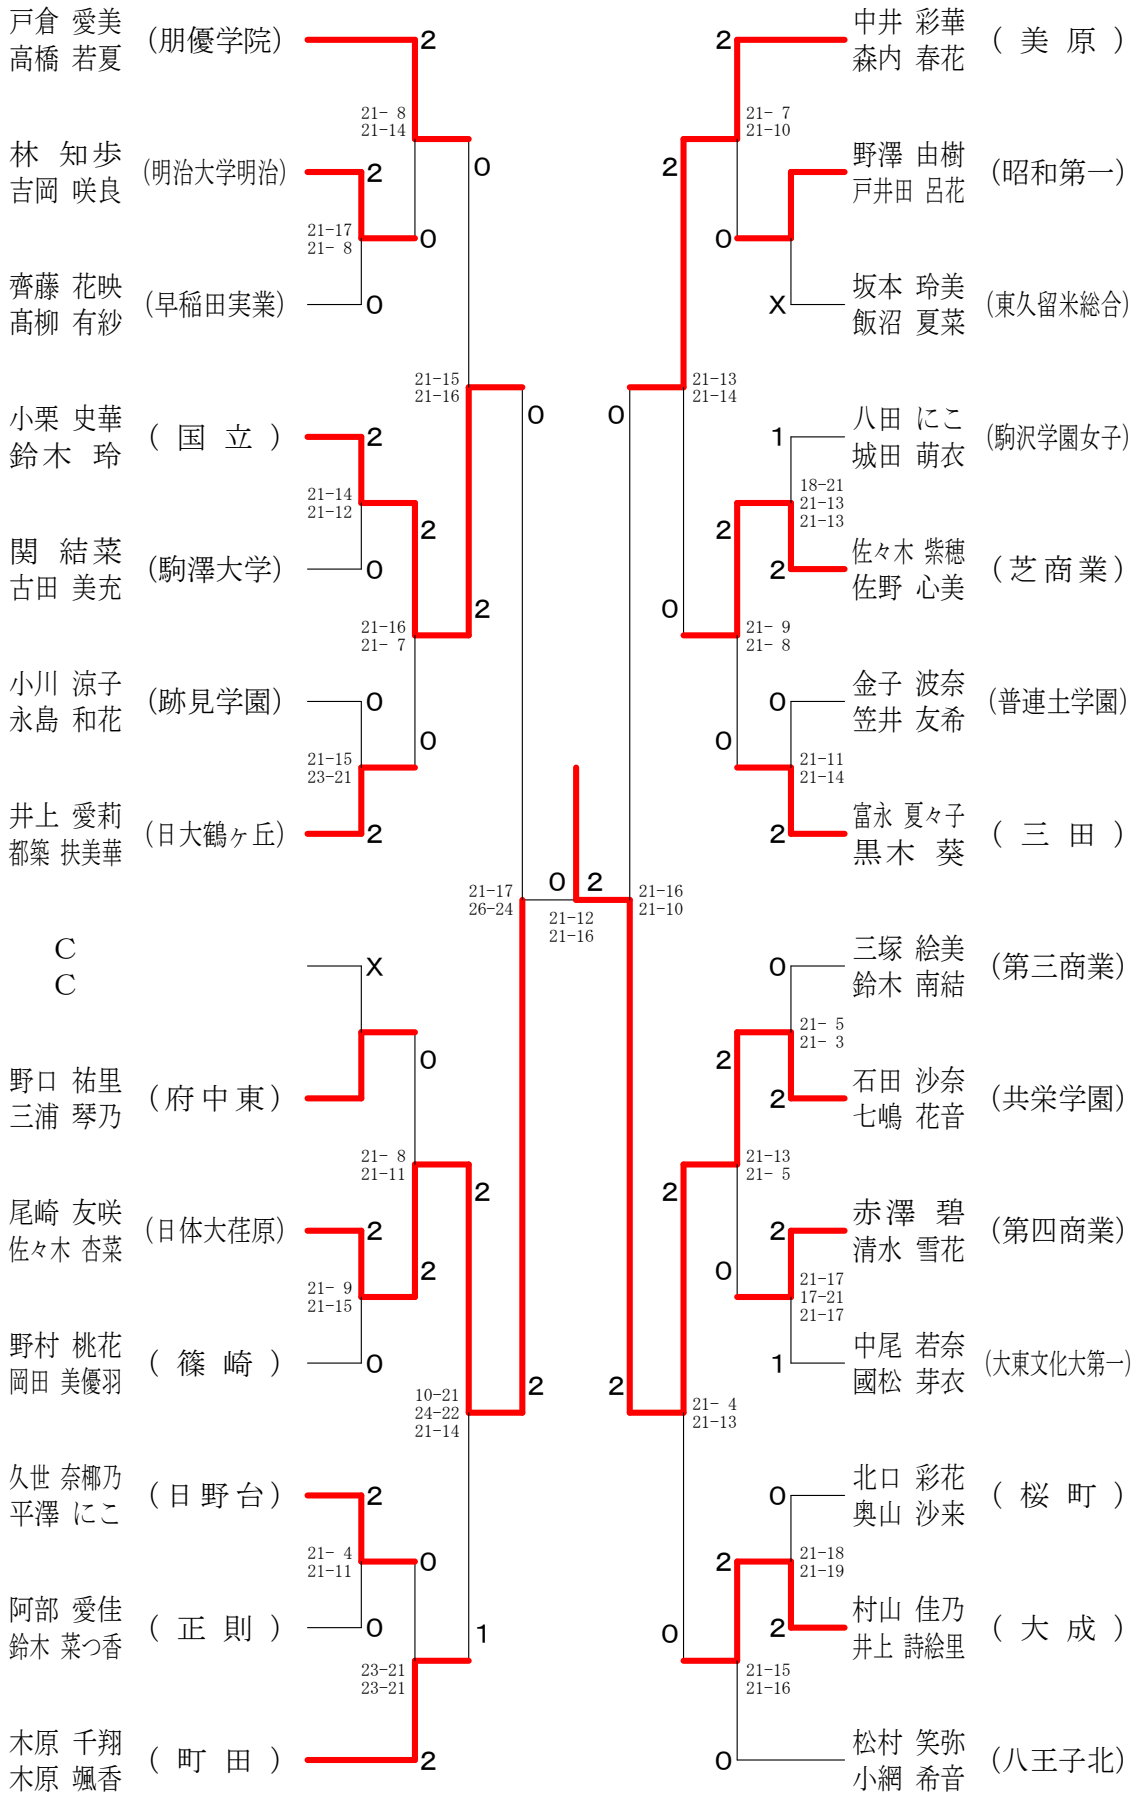 戸倉 愛美
高橋 若夏
(朋優学院)
2
21- 8
21-14
林 知歩
吉岡 咲良
(明治大学明治)
2
0
21-17
21- 8
0
齊藤 花映
髙柳 有紗
(早稲田実業)
0
21-15
21-16
0
小栗 史華
鈴木 玲
(国立)
2
21-14
21-12
2
関 結菜
古田 美充
(駒澤大学)
0
2
21-16
21- 7
小川 涼子
永島 和花
(跡見学園)
0
0
21-15
23-21
井上 愛莉
都築 扶美華
(日大鶴ヶ丘)
2
21-17
26-24
0 2
21-12
21-16
C
C
X
0
野口 祐里
三浦 琴乃
(府中東)
21- 8
21-11
2
尾崎 友咲
佐々木 杏菜
(日体大荏原)
2
2
21- 9
21-15
野村 桃花
岡田 美優羽
(篠崎)
0
2
10-21
24-22
21-14
久世 奈梛乃
平澤 にこ
(日野台)
2
21- 4
21-11
0
阿部 愛佳
鈴木 菜つ香
(正則)
0
1
23-21
23-21
木原 千翔
木原 颯香
(町田)
2
2
中井 彩華
森内 春花
(美原)
21- 7
21-10
2
野澤 由樹
戸井田 呂花
(昭和第一)
0
X
坂本 玲美
飯沼 夏菜
(東久留米総合)
21-13
21-14
0
1
八田 にこ
城田 萌衣
(駒沢学園女子)
18-21
21-13
21-13
2
2
佐々木 紫穂
佐野 心美
(芝商業)
0
21- 9
21- 8
0
金子 波奈
笠井 友希
(普連土学園)
0
21-11
21-14
2
富永 夏々子
黒木 葵
(三田)
21-16
21-10
0
三塚 絵美
鈴木 南結
(第三商業)
21- 5
21- 3
2
2
石田 沙奈
七嶋 花音
(共栄学園)
21-13
21- 5
2
2
赤澤 碧
清水 雪花
(第四商業)
0
21-17
17-21
21-17
1
中尾 若奈
國松 芽衣
(大東文化大第一)
2
21- 4
21-13
0
北口 彩花
奥山 沙来
(桜町)
21-18
21-19
2
2
村山 佳乃
井上 詩絵里
(大成)
0
21-15
21-16
0
松村 笑弥
小網 希音
(八王子北)